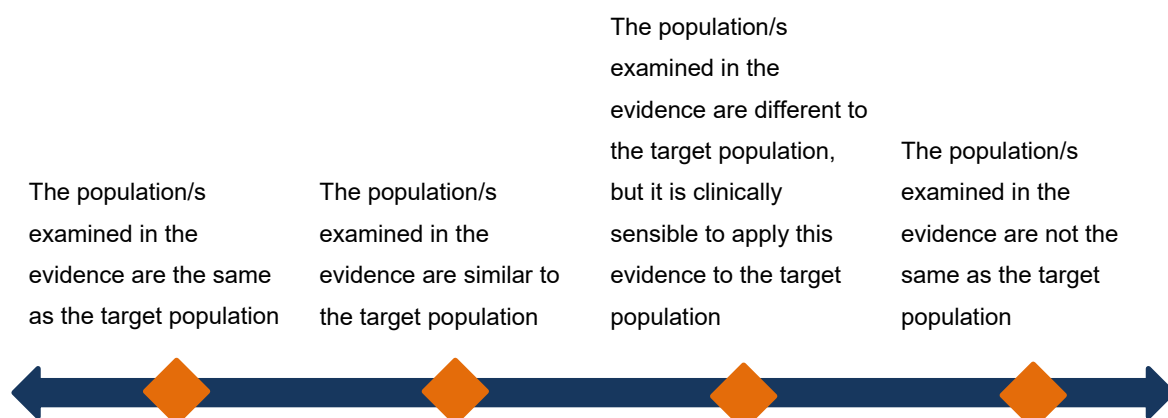 The population/s
examined in the
evidence are the same
as the target population
The population/s
examined in the
evidence are similar to
the target population
The population/s
examined in the
evidence are different to
the target population,
but it is clinically
sensible to apply this
evidence to the target
population
The population/s
examined in the
evidence are not the
same as the target
population